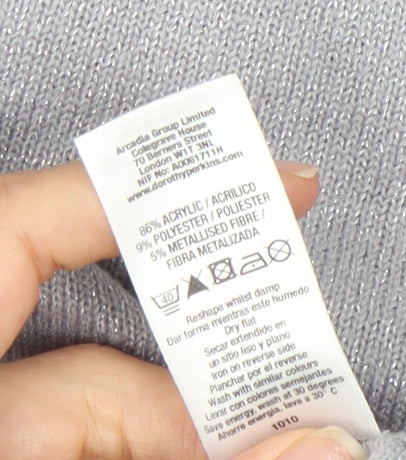 Arcadia Group Limited
Colegrave House
70 Berners Street
London W1T 3NL
NIF No: A0061711H
www.dorothyperkins.com
86% ACRYLIC / ACRILICO
9% POLYESTER / POLIESTER
5% METALLISED FIBRE /
FIBRA METALIZADA
40
Reshape whilst damp
Dar forma mientras este humedo
Dry flat
Secar extendido en
un sitio liso y plano
Iron on reverse side
Planchar por el reverso
Wash with similar colours
Lavar con colores semejantes
Save energy, wash at 30 degrees
Ahorre energia, lave a 30° C
1010